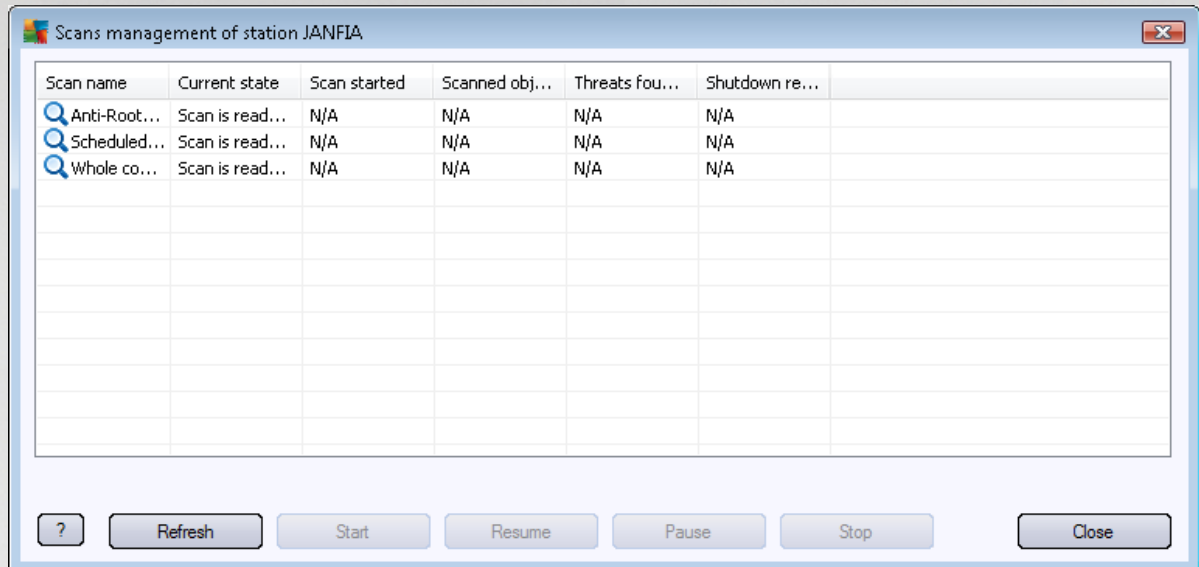 Scans management of station JANFIA
Scan name Current state Scan started Scanned obj... Threats fou... Shutdown re...
Anti-Root... Scan is read... N/A N/A N/A N/A
Scheduled... Scan is read... N/A N/A N/A N/A
Whole co... Scan is read... N/A N/A N/A N/A
? Refresh Start Resume Pause Stop Close